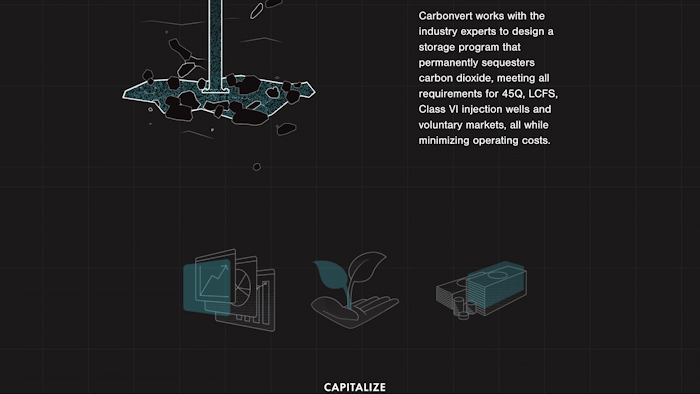 Carbonvert works with the
industry experts to design a
storage program that
permanently sequesters
carbon dioxide, meeting all
requirements for 45Q, LCFS,
Class VI injection wells and
voluntary markets, all while
minimizing operating costs.
CAPITALIZE